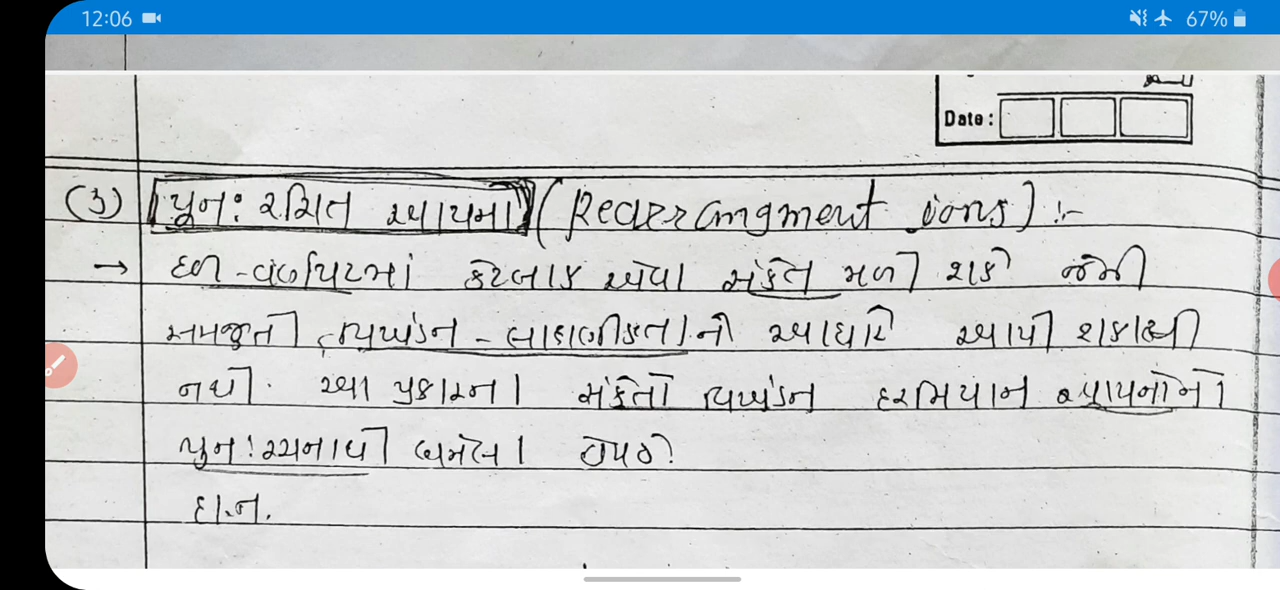 12:06 67%
Date:
(3) પુન: રચિત આયનો (Rearrangment ions) :-
→ દળ - વર્ણપટમાં કેટલાક એવા સંકેત મળી શકે જેની
સમજુતી વિખંડન - લાક્ષણીકતાની આધારે આપી શકાતી
નથી. આ પ્રકારના સંકેતો વિખંડન દરમિયાન આયનોની
પુન: રચનાથી બનેલા
દા.ત.